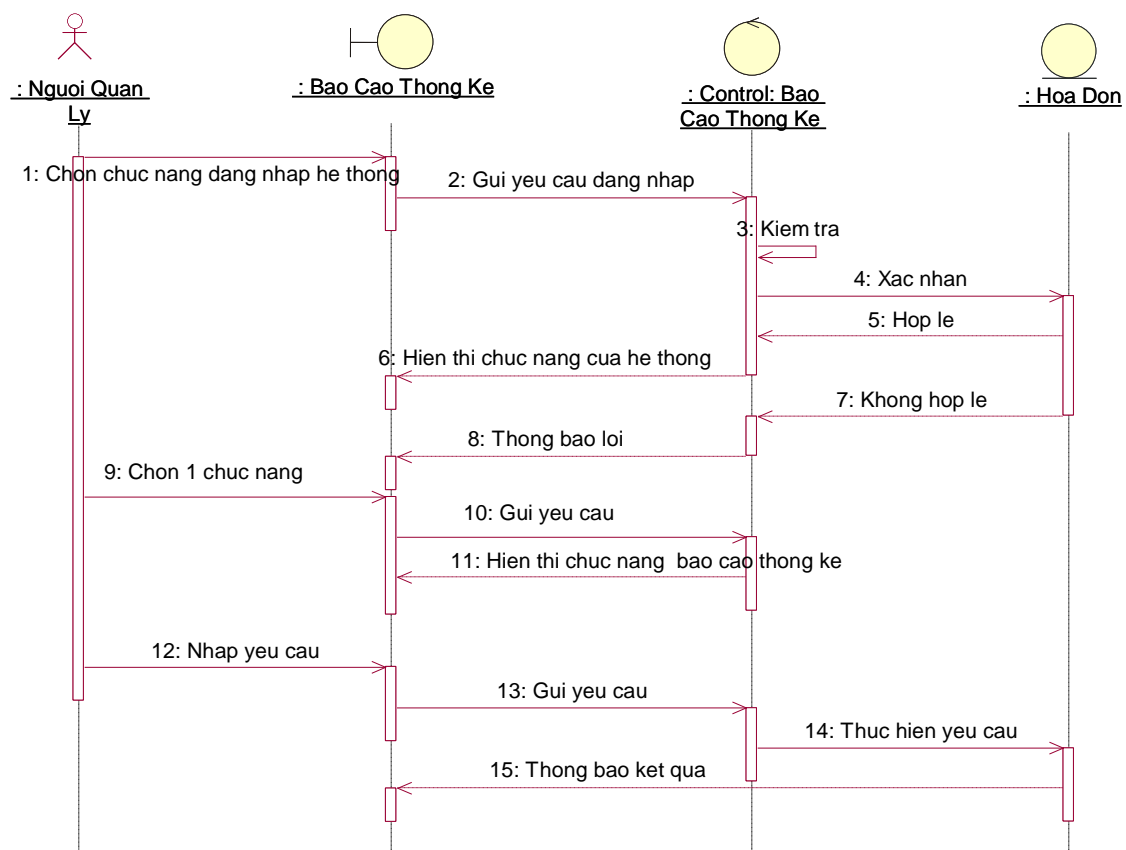 : Nguoi Quan
Ly
: Bao Cao Thong Ke
: Control: Bao
Cao Thong Ke
: Hoa Don
1: Chon chuc nang dang nhap he thong
2: Gui yeu cau dang nhap
3: Kiem tra
4: Xac nhan
5: Hop le
6: Hien thi chuc nang cua he thong
7: Khong hop le
8: Thong bao loi
9: Chon 1 chuc nang
10: Gui yeu cau
11: Hien thi chuc nang  bao cao thong ke
12: Nhap yeu cau
13: Gui yeu cau
14: Thuc hien yeu cau
15: Thong bao ket qua